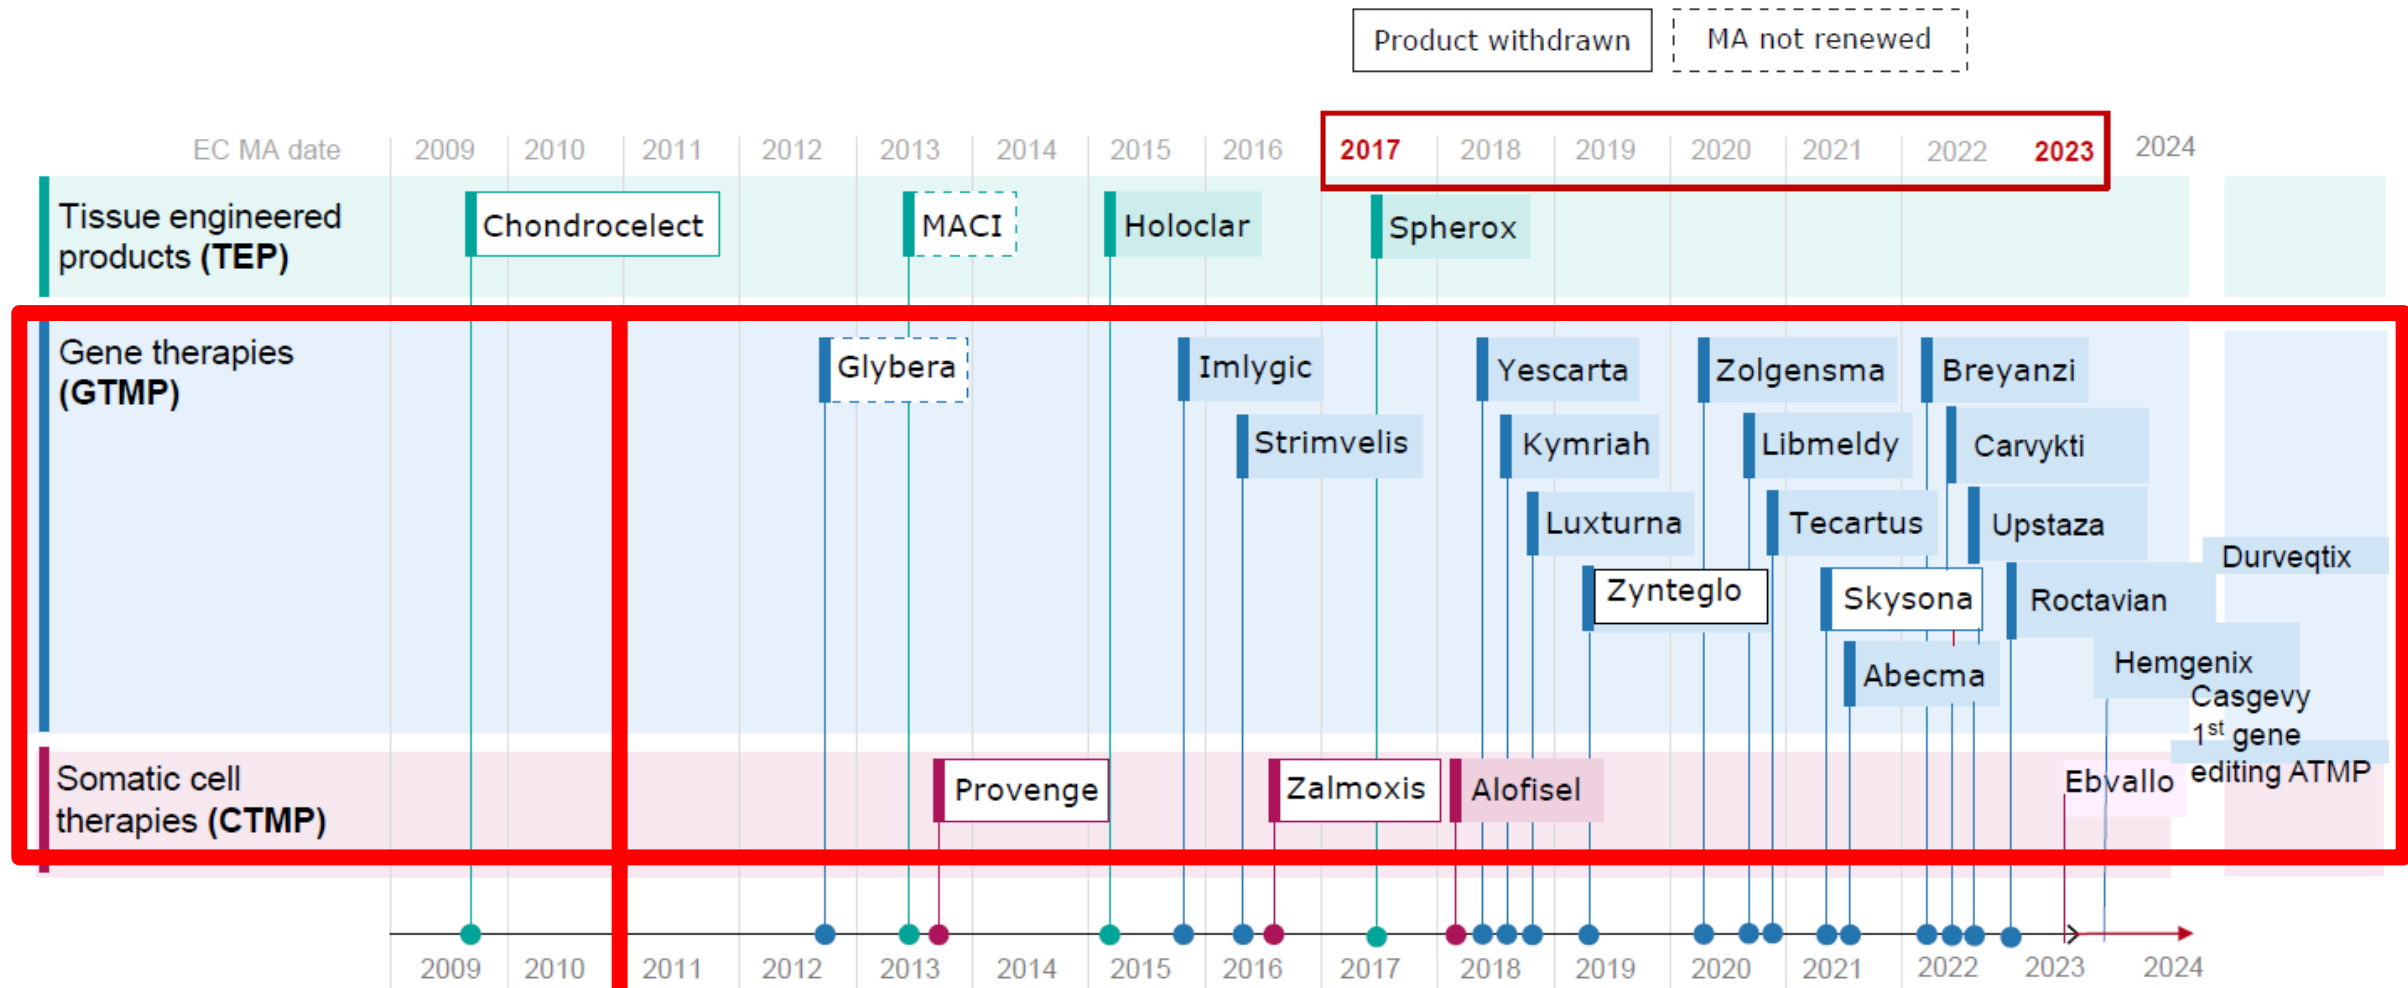 Product withdrawn
MA not renewed
EC MA date 2009 2010 2011 2012 2013 2014 2015 2016 2017 2018 2019 2020 2021 2022 2023 2024
Tissue engineered
products (TEP)
Chondrocelect
MACI
Holoclar
Spherox
Gene therapies
(GTMP)
Glybera
Imlygic
Yescarta
Zolgensma
Breyanzi
Strimvelis
Kymriah
Libmeldy
Carvykti
Luxturna
Tecartus
Upstaza
Durveqtix
Zynteglo
Skysona
Roctavian
Abecma
Hemgenix
Casgevy
1st gene
editing ATMP
Somatic cell
therapies (CTMP)
Provenge
Zalmoxis
Alofisel
Ebvallo
2009 2010 2011 2012 2013 2014 2015 2016 2017 2018 2019 2020 2021 2022 2023 2024